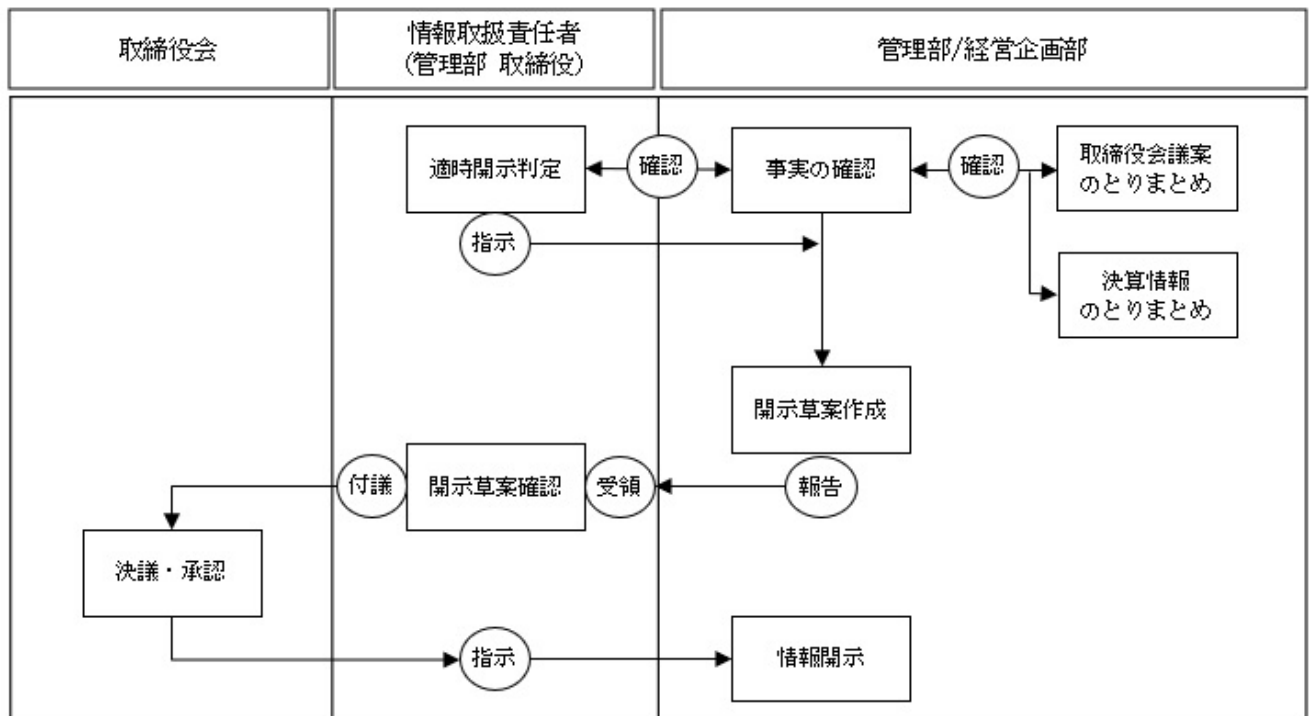 取締役会
情報取扱責任者
(管理部 取締役)
管理部/経営企画部
適時開示判定
確認
事実の確認
確認
取締役会議案
のとりまとめ
指示
決算情報
のとりまとめ
開示草案作成
付議
開示草案確認
受領
報告
決議・承認
指示
情報開示